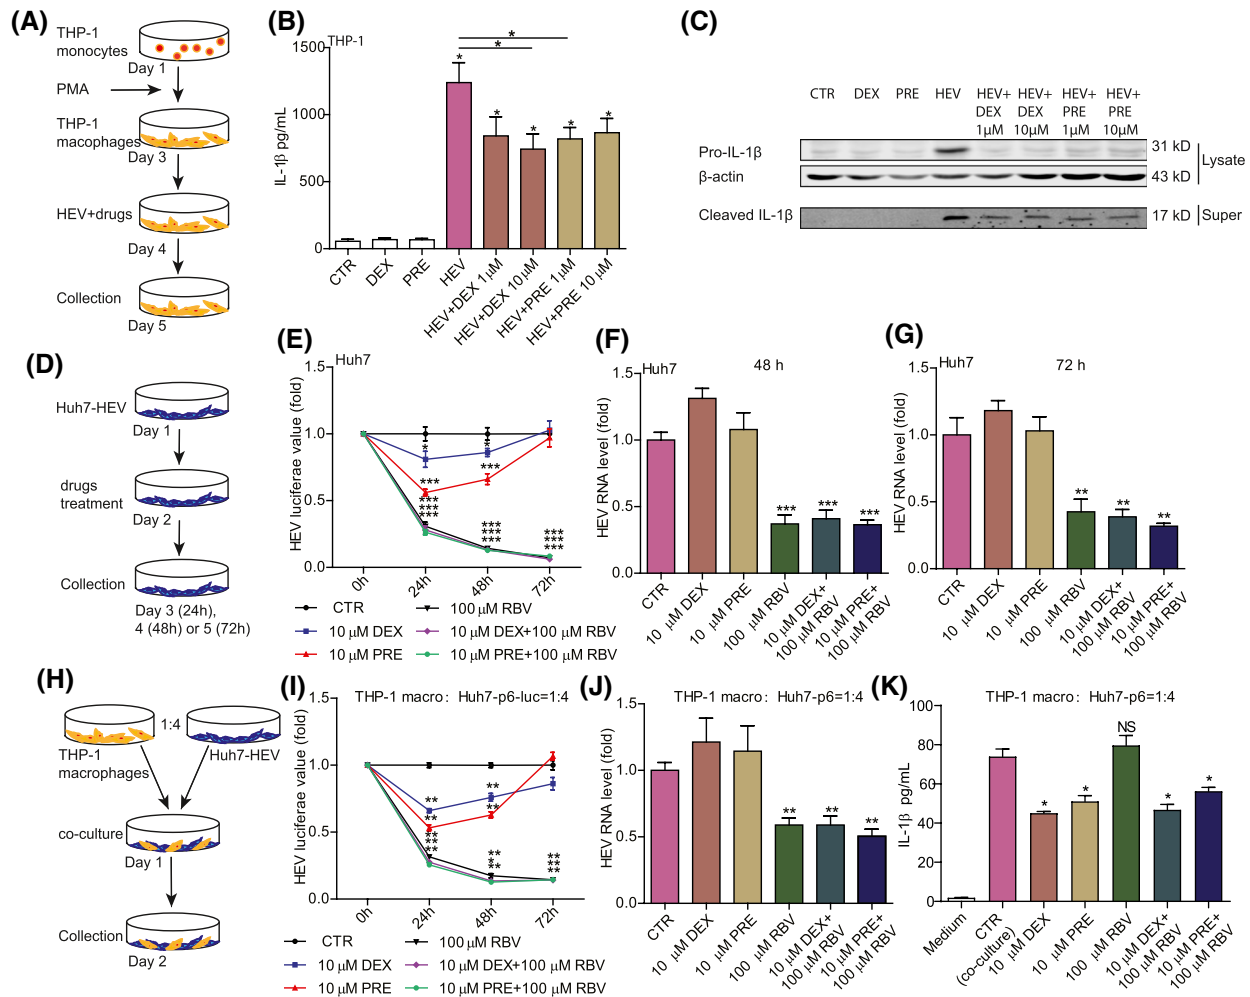 (A)
THP-1
monocytes
Day 1
PMA
THP-1
macophages
Day 3
HEV+drugs
Day 4
Collection
Day 5
(B)
THP-1
IL-1β pg/mL
1500
1000
500
0
*
*
*
* * * *
CTR
DEX
PRE
HEV
HEV+DEX 1μM
HEV+DEX 10μM
HEV+PRE 1μM
HEV+PRE 10μM
(C)
CTR DEX PRE HEV HEV+ HEV+ HEV+ HEV+
DEX DEX PRE PRE
1μM 10μM 1μM 10μM
Pro-IL-1β 31 kD
Lysate
β-actin 43 kD
Cleaved IL-1β 17 kD Super
(D)
Huh7-HEV
Day 1
drugs
treatment
Day 2
Collection
Day 3 (24h),
4 (48h) or 5 (72h)
(E)
Huh7
HEV luciferae value (fold)
1.5
1.0
0.5
0.0
* *
*** ***
*** *** ***
*** *** ***
*** *** ***
0h 24h 48h 72h
CTR 100 μM RBV
10 μM DEX 10 μM DEX+100 μM RBV
10 μM PRE 10 μM PRE+100 μM RBV
(F)
Huh7 48 h
HEV RNA level (fold)
1.5
1.0
0.5
0.0
*** *** ***
CTR
10 μM DEX
10 μM PRE
100 μM RBV
10 μM DEX+
100 μM RBV
10 μM PRE+
100 μM RBV
(G)
Huh7 72 h
HEV RNA level (fold)
1.5
1.0
0.5
0.0
** ** **
CTR
10 μM DEX
10 μM PRE
100 μM RBV
10 μM DEX+
100 μM RBV
10 μM PRE+
100 μM RBV
(H)
1:4
THP-1
macrophages
Huh7-HEV
co-culture
Day 1
Collection
Day 2
(I)
THP-1 macro: Huh7-p6-luc=1:4
HEV luciferae value (fold)
1.5
1.0
0.5
0.0
** **
** **
** ** **
** * **
** ** **
0h 24h 48h 72h
CTR 100 μM RBV
10 μM DEX 10 μM DEX+100 μM RBV
10 μM PRE 10 μM PRE+100 μM RBV
(J)
THP-1 macro: Huh7-p6=1:4
HEV RNA level (fold)
1.5
1.0
0.5
0.0
** ** **
CTR
10 μM DEX
10 μM PRE
100 μM RBV
10 μM DEX+
100 μM RBV
10 μM PRE+
100 μM RBV
(K)
THP-1 macro: Huh7-p6=1:4
IL-1β pg/mL
100
80
60
40
20
0
* * NS * *
Medium
CTR
(co-culture)
10 μM DEX
10 μM PRE
100 μM RBV
10 μM DEX+
100 μM RBV
10 μM PRE+
100 μM RBV